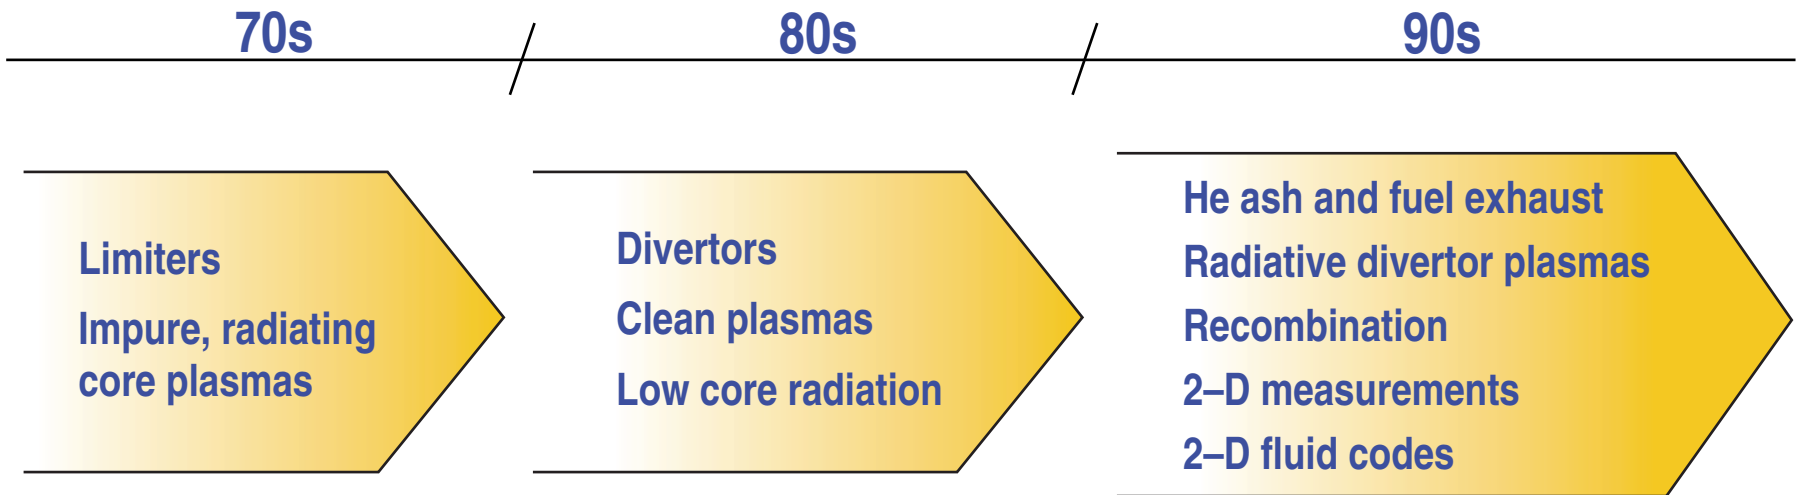 70s
80s
90s
Limiters
Impure, radiating
core plasmas
Divertors
Clean plasmas
Low core radiation
He ash and fuel exhaust
Radiative divertor plasmas
Recombination
2–D measurements
2–D fluid codes